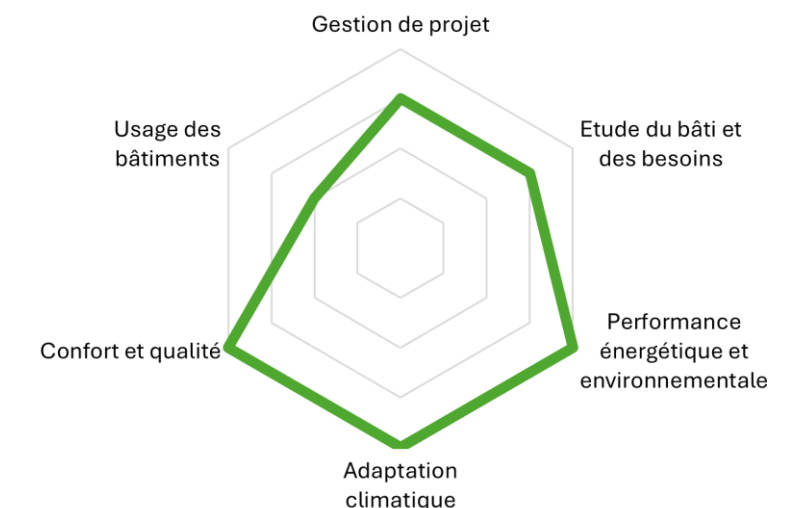 Gestion de projet
Usage des
bâtiments
Etude du bâti et
des besoins
Confort et qualité
Performance
énergétique et
environnementale
Adaptation
climatique